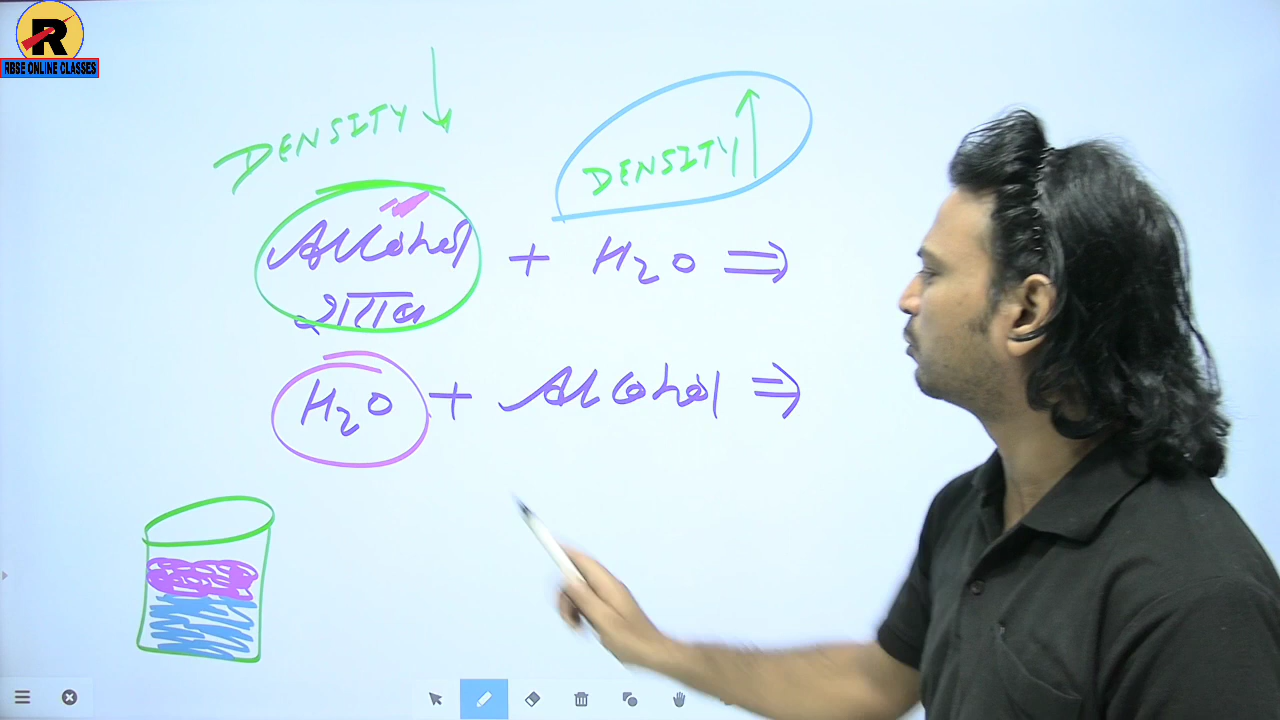 R
RBSE ONLINE CLASSES
DENSITY ↓
DENSITY ↑
Alcohol + H2O ⇒
शराब
H2O + Alcohol ⇒